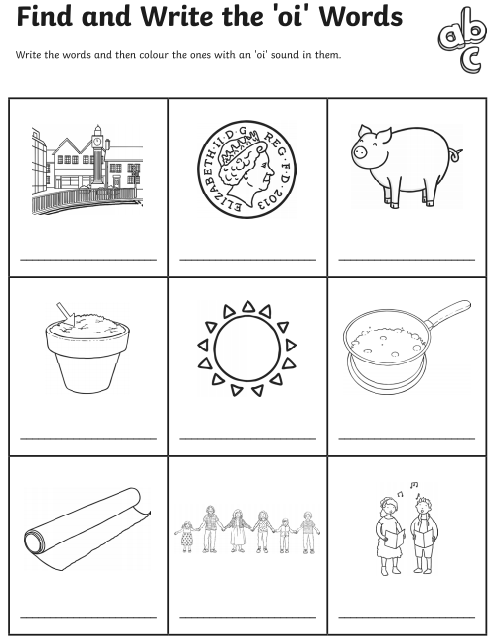 Find and Write the 'oi' Words
abc
Write the words and then colour the ones with an 'oi' sound in them.
ELIZABETH·II·D·G REG·F·D·2013